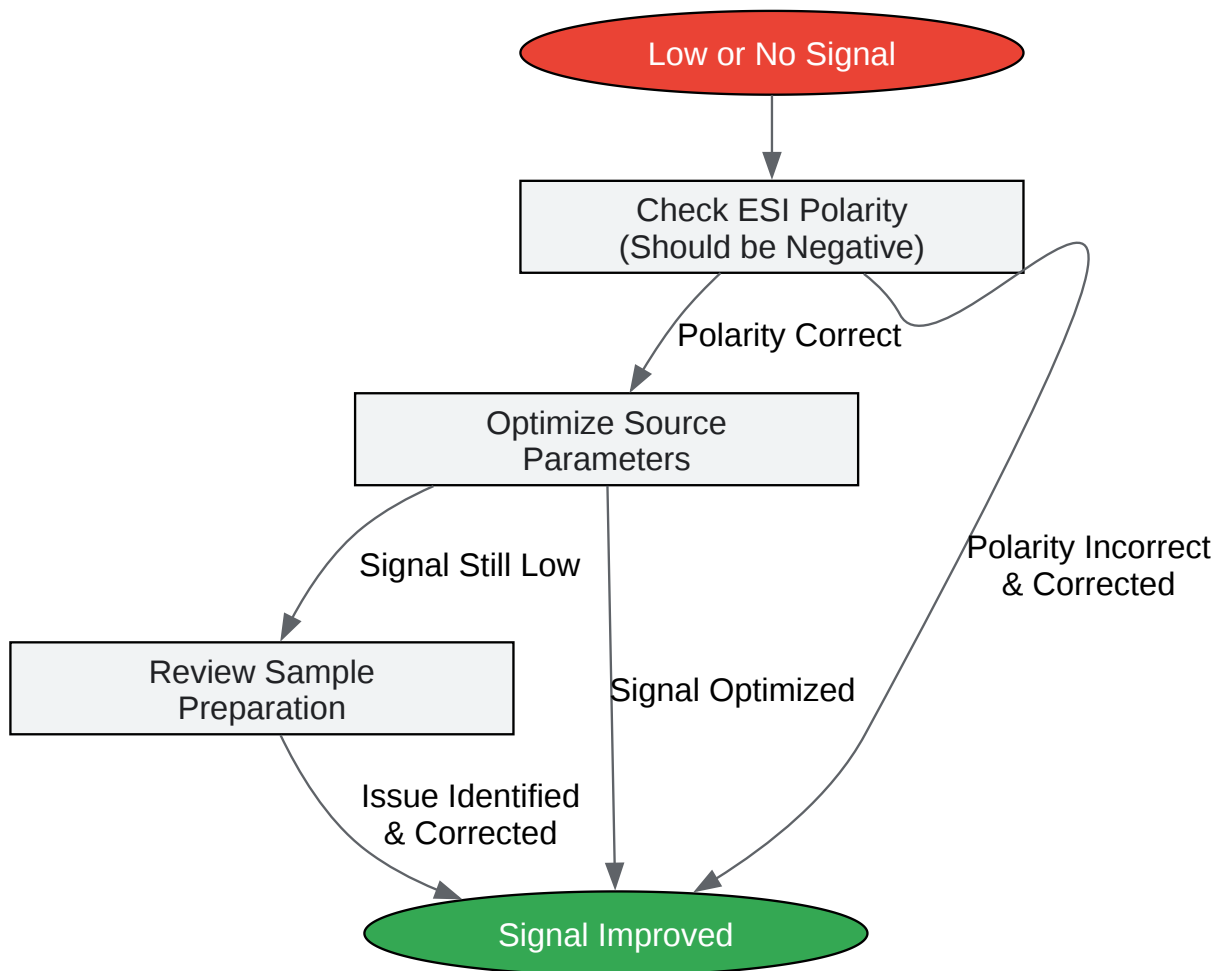 Low or No Signal
Check ESI Polarity
(Should be Negative)
Polarity Correct
Optimize Source
Parameters
Polarity Incorrect
& Corrected
Signal Still Low
Review Sample
Preparation
Signal Optimized
Issue Identified
& Corrected
Signal Improved